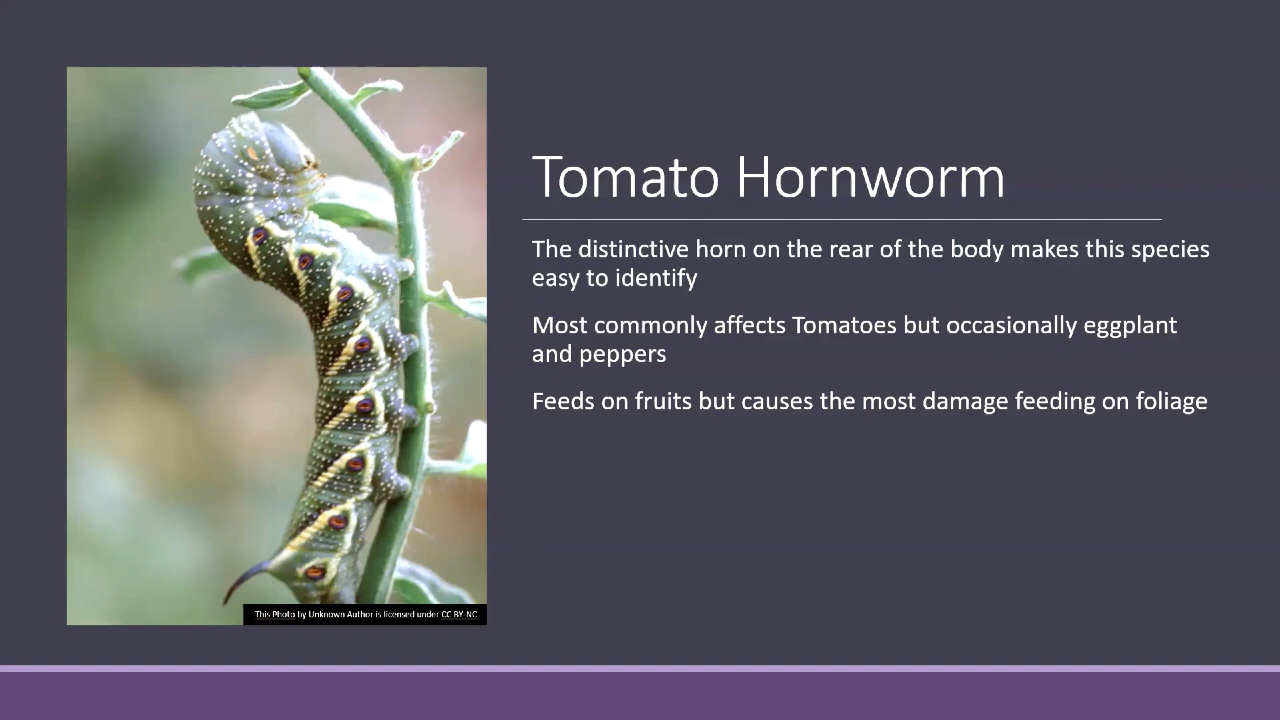 Tomato Hornworm
The distinctive horn on the rear of the body makes this species
easy to identify
Most commonly affects Tomatoes but occasionally eggplant
and peppers
Feeds on fruits but causes the most damage feeding on foliage
This Photo by Unknown Author is licensed under CC BY-NC